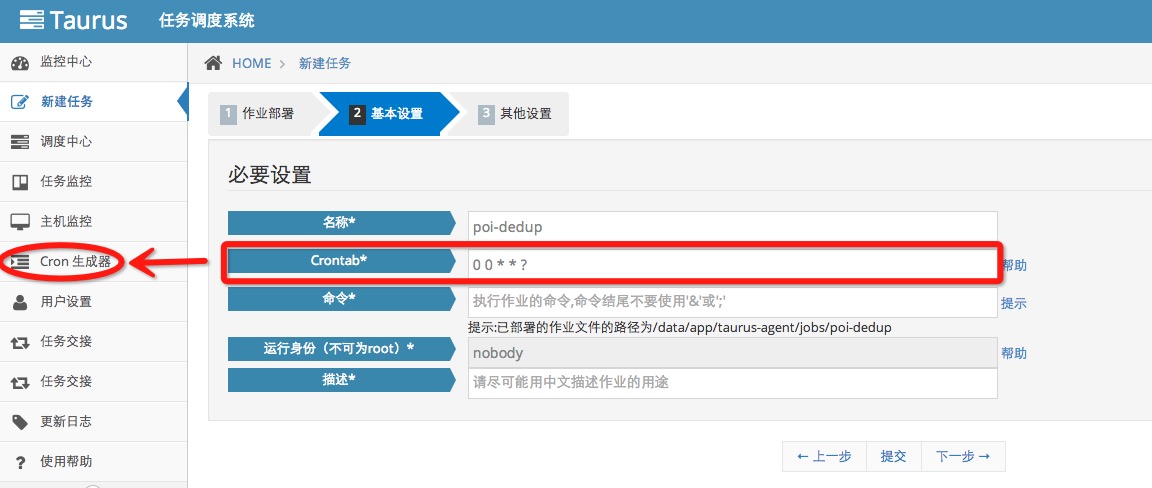 Taurus 任务调度系统
监控中心
新建任务
调度中心
任务监控
主机监控
Cron 生成器
用户设置
任务交接
任务交接
更新日志
使用帮助
HOME > 新建任务
1 作业部署 2 基本设置 3 其他设置
必要设置
名称* poi-dedup
Crontab* 0 0 * * ? 帮助
命令* 执行作业的命令,命令结尾不要使用'&'或';' 提示
提示:已部署的作业文件的路径为/data/app/taurus-agent/jobs/poi-dedup
运行身份（不可为root）* nobody 帮助
描述* 请尽可能用中文描述作业的用途
← 上一步 提交 下一步 →